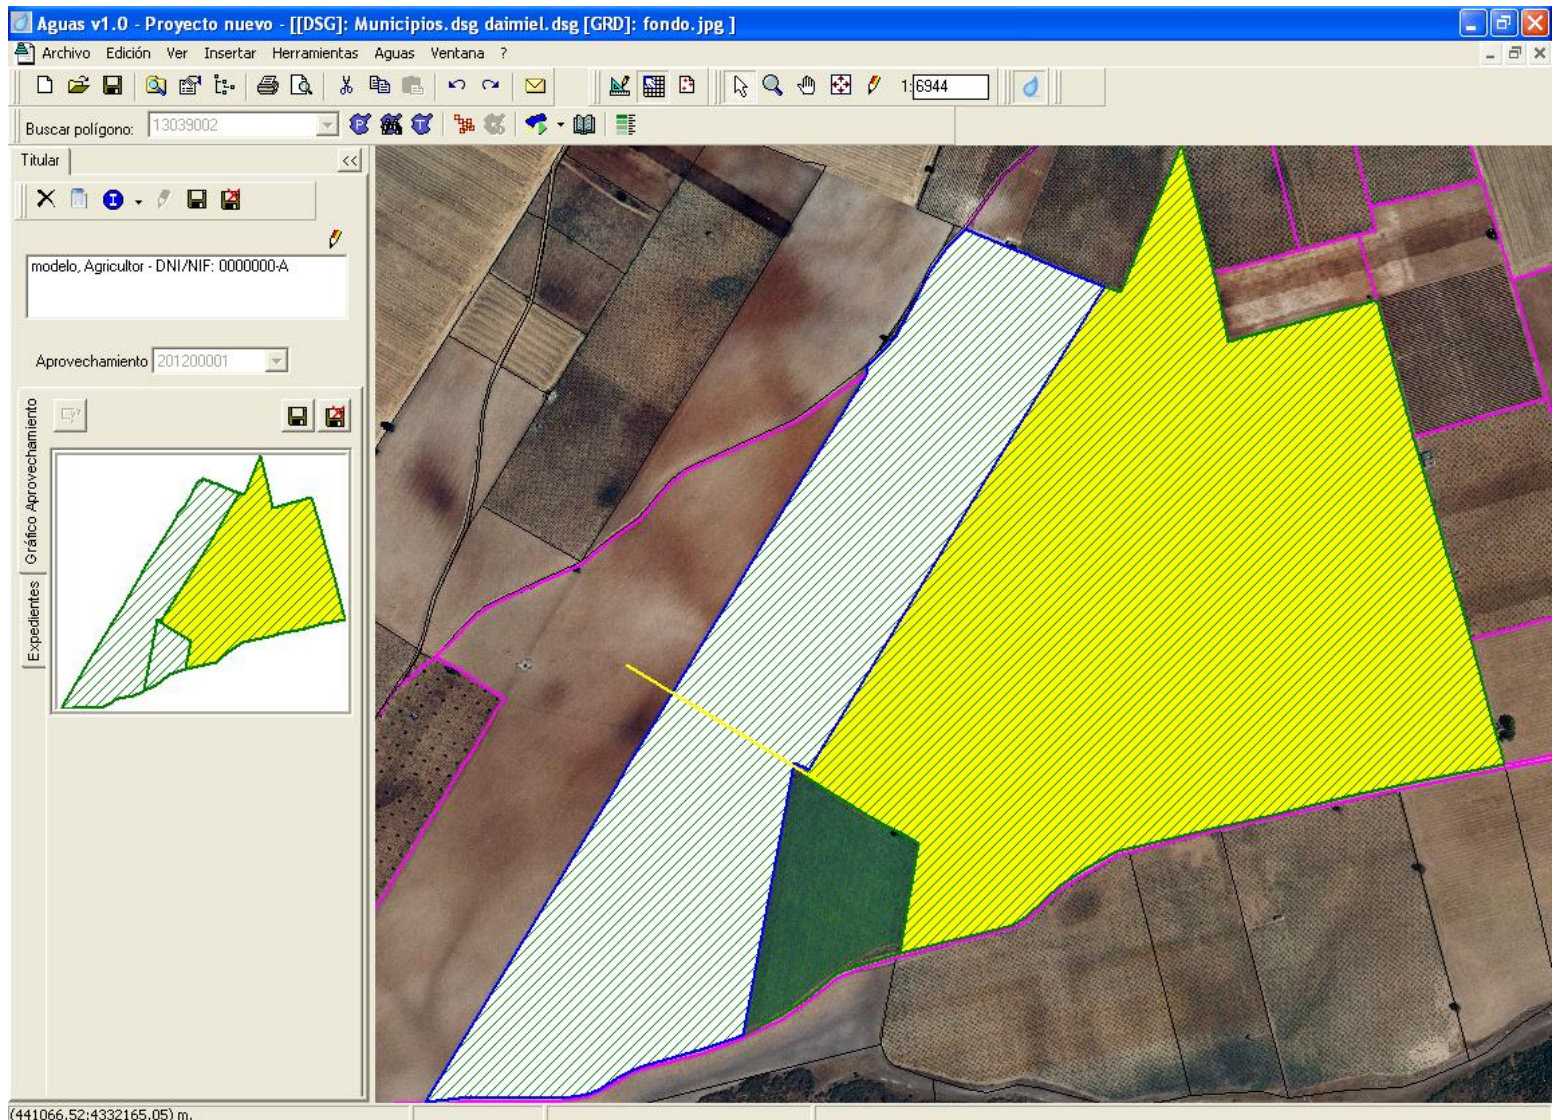 Aguas v1.0 - Proyecto nuevo - [[DSG]: Municipios.dsg daimiel.dsg [GRD]: fondo.jpg ]
Archivo Edición Ver Insertar Herramientas Aguas Ventana ?
1: 6944
Buscar polígono: 13039002
P
T
Titular
<<
I
modelo, Agricultor - DNI/NIF: 0000000-A
Aprovechamiento 201200001
Gráfico Aprovechamiento
Expedientes
(441066.52:4332165.05) m.